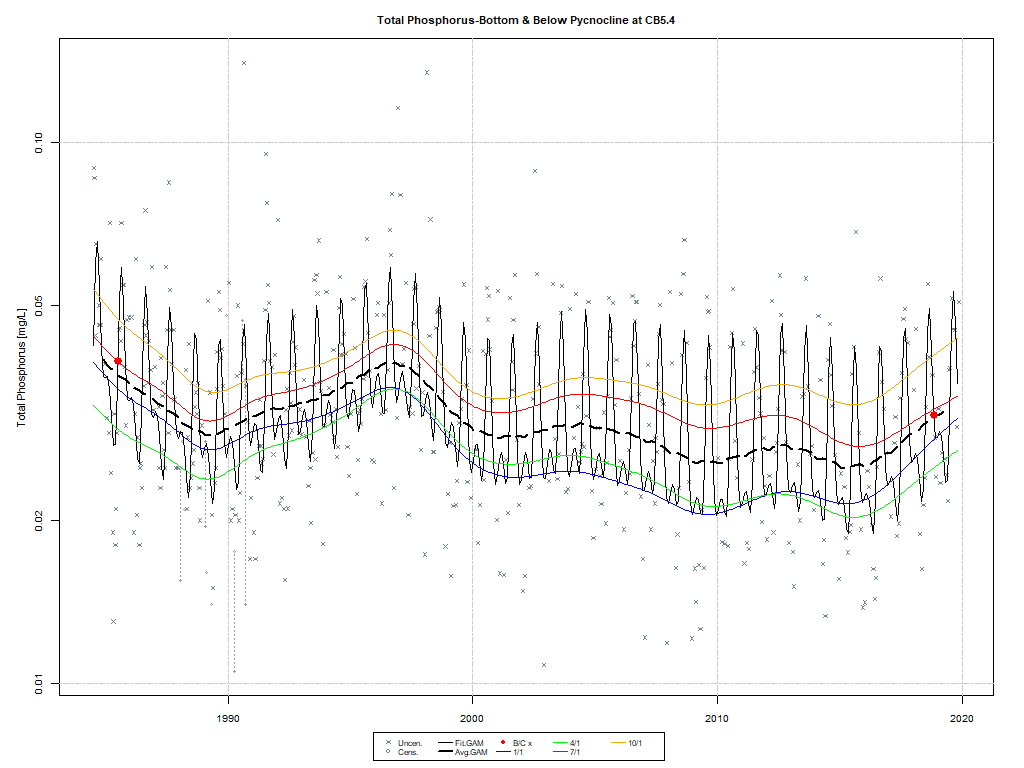 Total Phosphorus-Bottom & Below Pycnocline at CB5.4
Total Phosphorus [mg/L]
0.10
0.05
0.02
0.01
1990 2000 2010 2020
Uncen. Fit.GAM B/C x 4/1 10/1
Cens. Avg.GAM 1/1 7/1